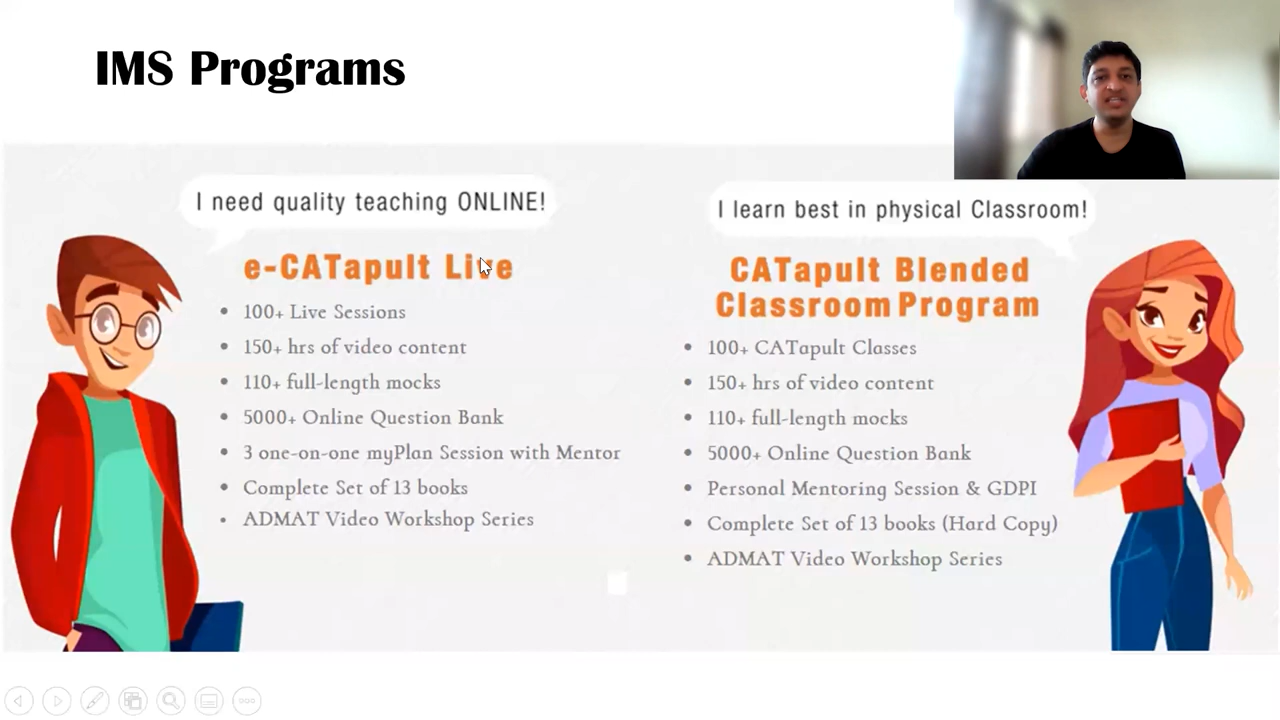 IMS Programs
I need quality teaching ONLINE!
e-CATapult Live
• 100+ Live Sessions
• 150+ hrs of video content
• 110+ full-length mocks
• 5000+ Online Question Bank
• 3 one-on-one myPlan Session with Mentor
• Complete Set of 13 books
• ADMAT Video Workshop Series
I learn best in physical Classroom!
CATapult Blended
Classroom Program
• 100+ CATapult Classes
• 150+ hrs of video content
• 110+ full-length mocks
• 5000+ Online Question Bank
• Personal Mentoring Session & GDPI
• Complete Set of 13 books (Hard Copy)
• ADMAT Video Workshop Series